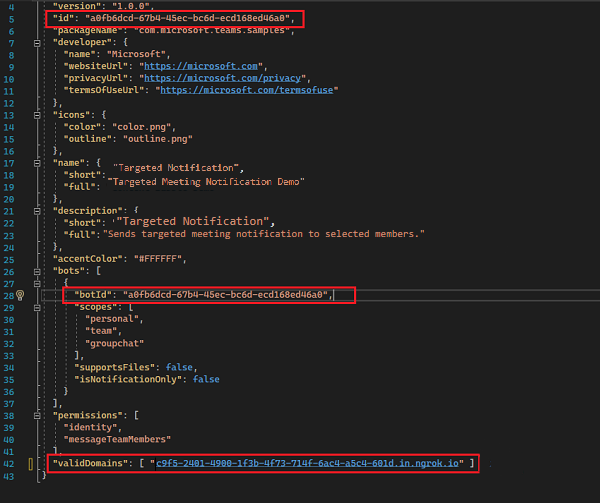 4 "version": "1.0.0",
5 "id": "a0fb6dcd-67b4-45ec-bc6d-ecd168ed46a0",
6 "packageName": "com.microsoft.teams.samples",
7 "developer": {
8 "name": "Microsoft",
9 "websiteUrl": "https://microsoft.com",
10 "privacyUrl": "https://microsoft.com/privacy",
11 "termsOfUseUrl": "https://microsoft.com/termsofuse"
12 },
13 "icons": {
14 "color": "color.png",
15 "outline": "outline.png"
16 },
17 "name": { "Targeted Notification",
18 "short":
19 "full": "Targeted Meeting Notification Demo"
20 },
21 "description": {
22 "short" "Targeted Notification",
23 "full": "Sends targeted meeting notification to selected members."
24 },
25 "accentColor": "#FFFFFF",
26 "bots": [
27 {
28 "botId": "a0fb6dcd-67b4-45ec-bc6d-ecd168ed46a0",
29 "scopes": [
30 "personal",
31 "team",
32 "groupchat"
33 ],
34 "supportsFiles": false,
35 "isNotificationOnly": false
36 }
37 ],
38 "permissions": [
39 "identity",
40 "messageTeamMembers"
41 ],
42 "validDomains": [ "c9f5-2401-4900-1f3b-4f73-714f-6ac4-a5c4-601d.in.ngrok.io" ]
43 }